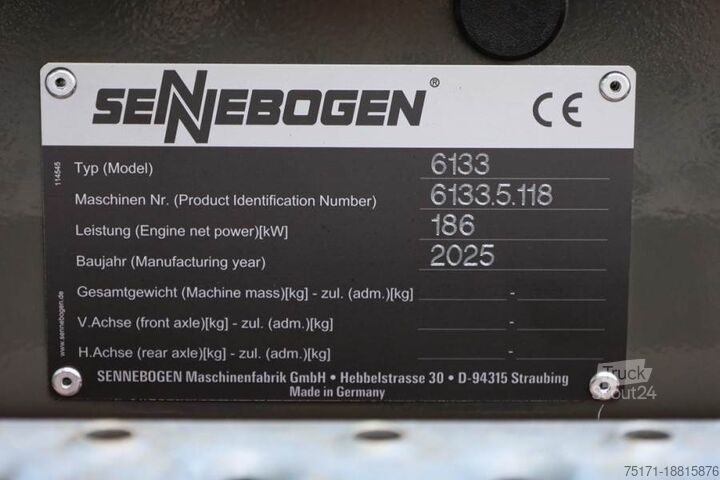 SENNEBOGEN® CE
Typ (Model) 6133
Maschinen Nr. (Product Identification Number) 6133.5.118
Leistung (Engine net power)[kW] 186
Baujahr (Manufacturing year) 2025
Gesamtgewicht (Machine mass)[kg] - zul. (adm.)[kg] -
V.Achse (front axle)[kg] - zul. (adm.)[kg] -
H.Achse (rear axle)[kg] - zul. (adm.)[kg] -
SENNEBOGEN Maschinenfabrik GmbH • Hebbelstrasse 30 • D-94315 Straubing
Made in Germany
114545
www.sennebogen.de
Truck
Scout24
75171-18815876